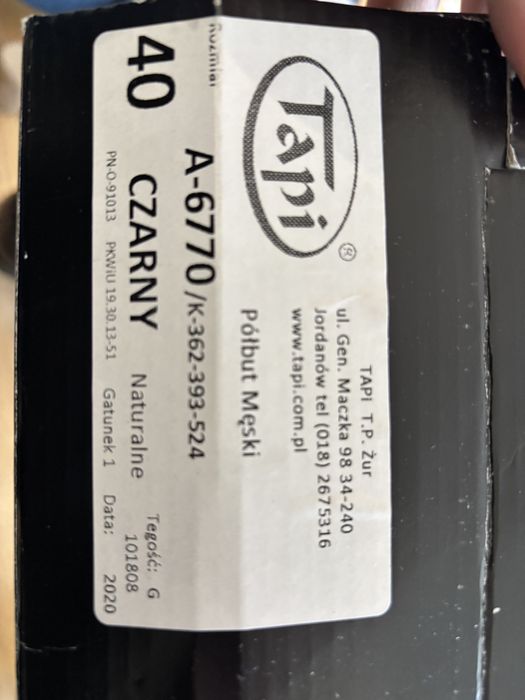 Tapi ®
TAPi T.P. Żur
ul. Gen. Maczka 98 34-240
Jordanów tel (018) 2675316
www.tapi.com.pl
Półbut Męski
Rozmiar
A-6770/K-362-393-524
40 CZARNY Naturalne
Tegość: G
101808
PN-O-91013 PKWiU 19.30.13-51 Gatunek 1 Data: 2020